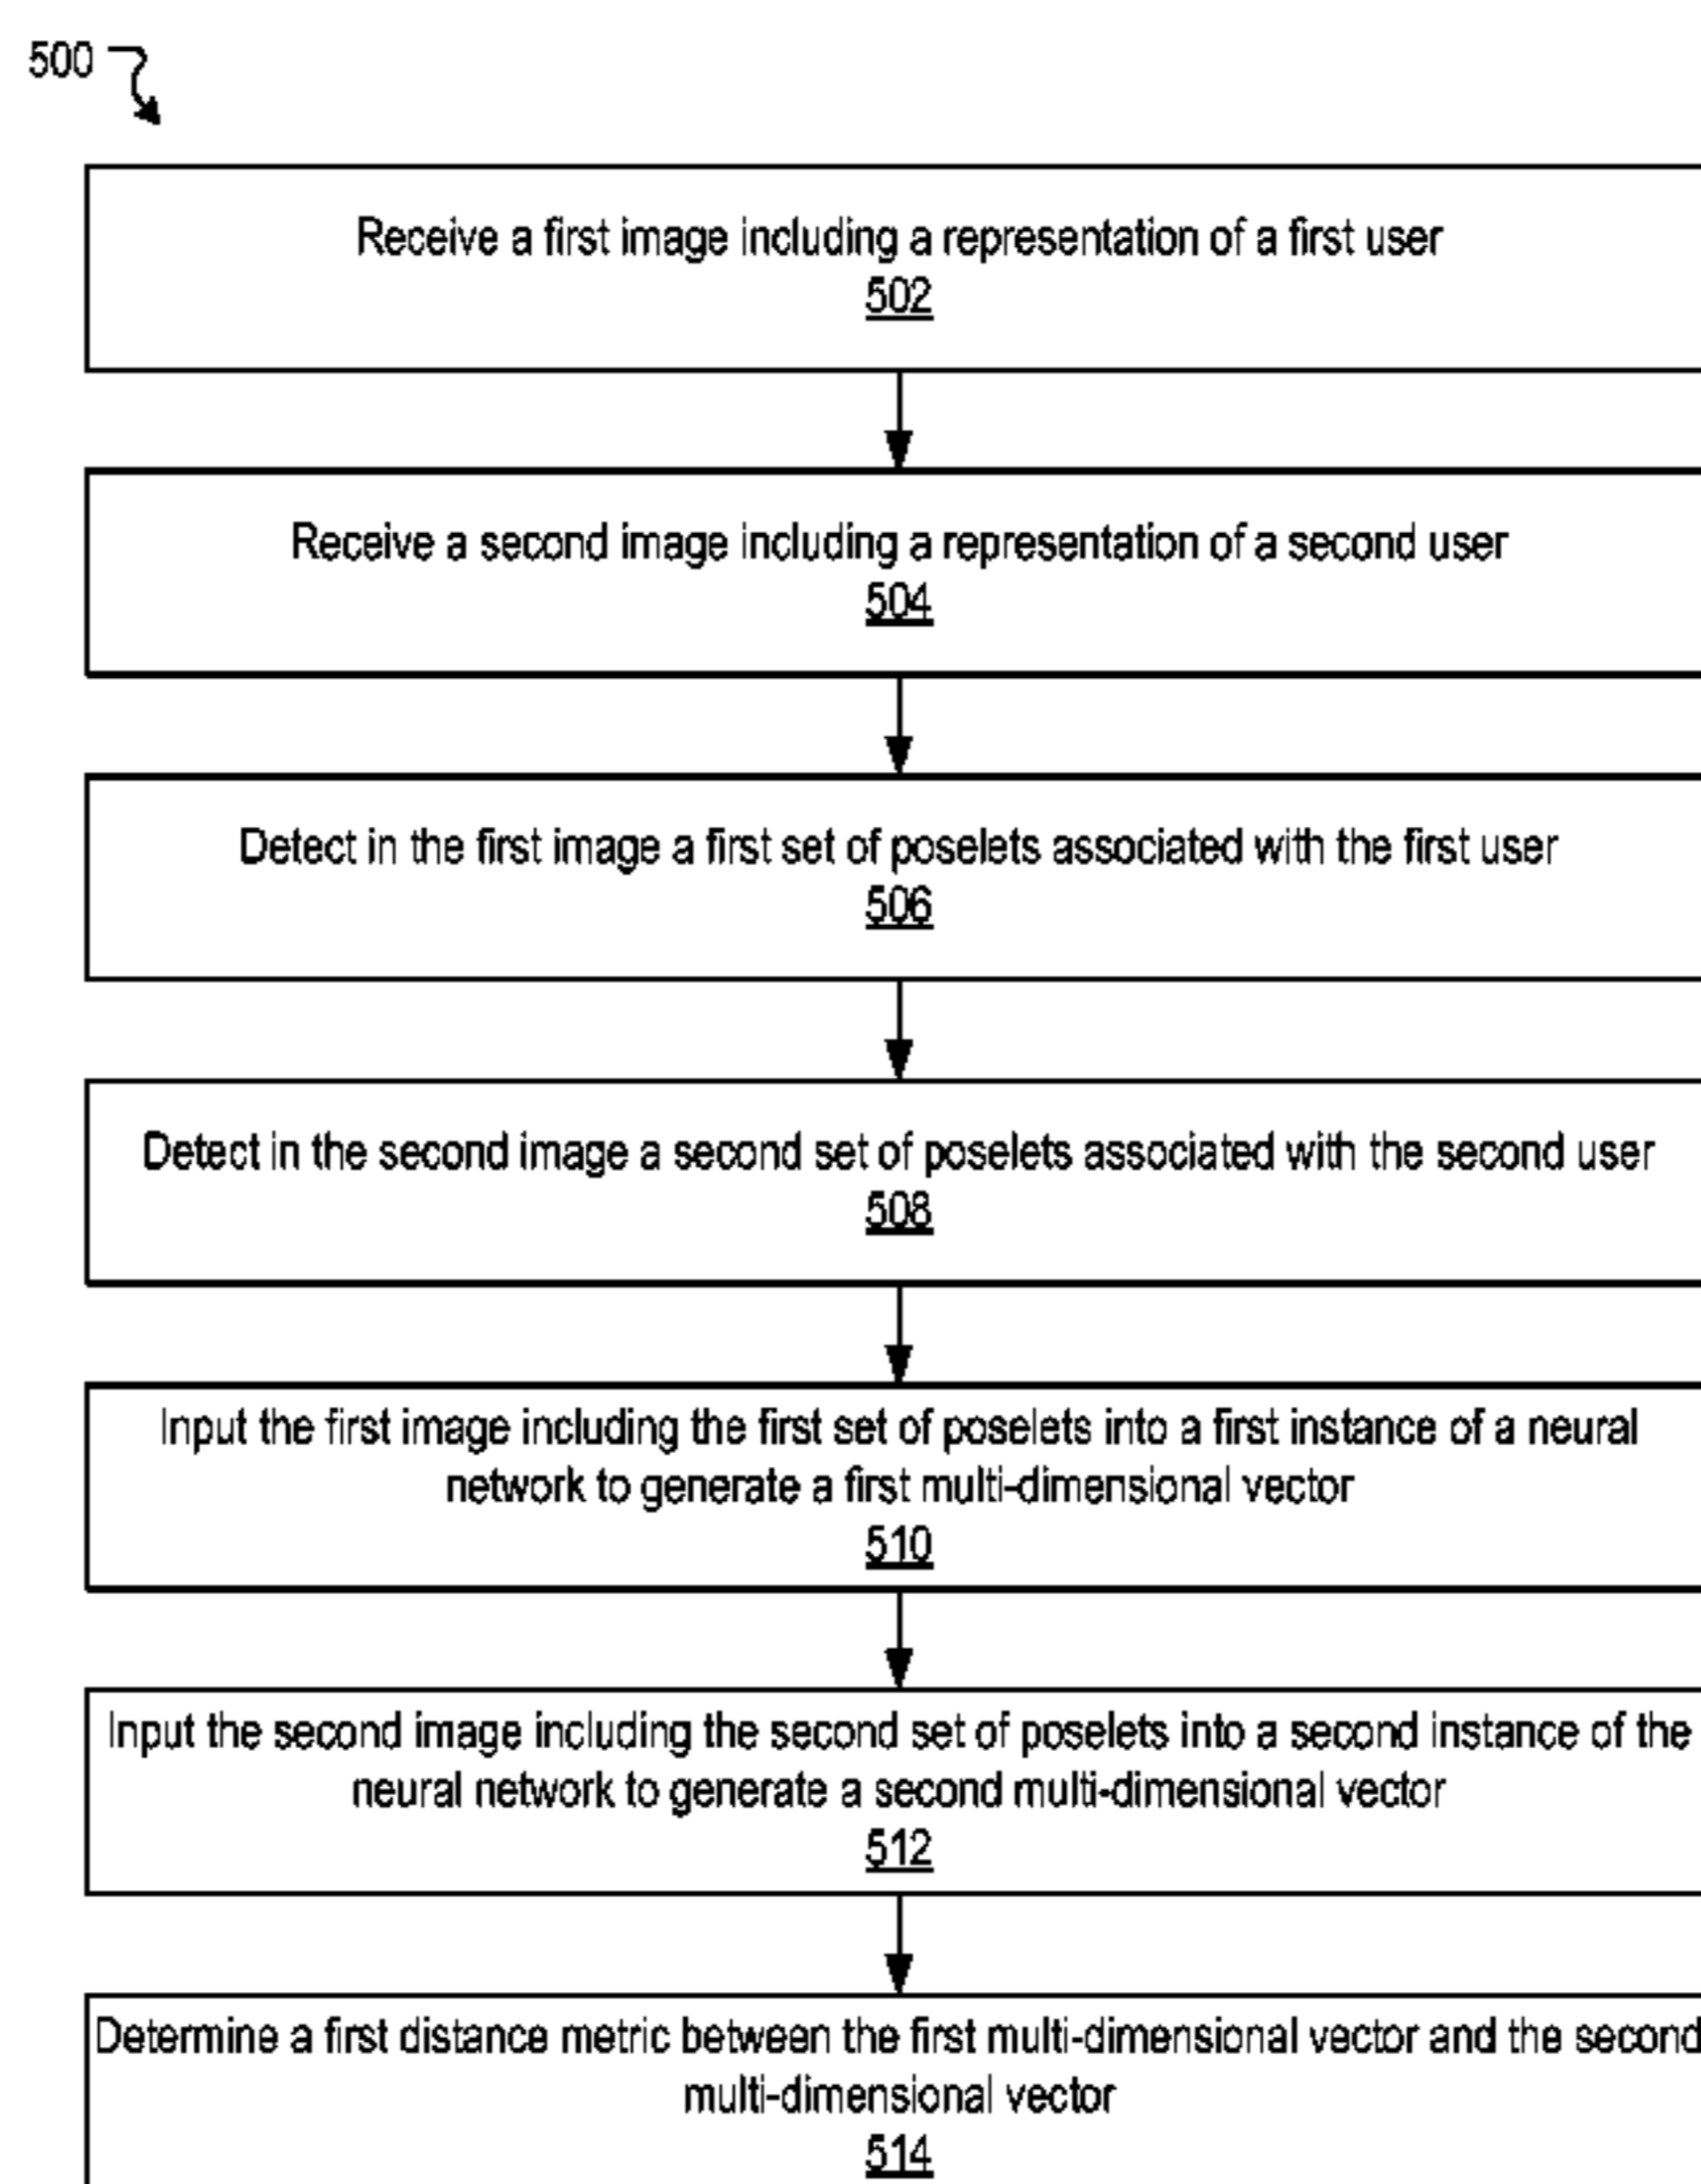 500
Receive a first image including a representation of a first user
502
Receive a second image including a representation of a second user
504
Detect in the first image a first set of poselets associated with the first user
506
Detect in the second image a second set of poselets associated with the second user
508
Input the first image including the first set of poselets into a first instance of a neural
network to generate a first multi-dimensional vector
510
Input the second image including the second set of poselets into a second instance of the
neural network to generate a second multi-dimensional vector
512
Determine a first distance metric between the first multi-dimensional vector and the second
multi-dimensional vector
514